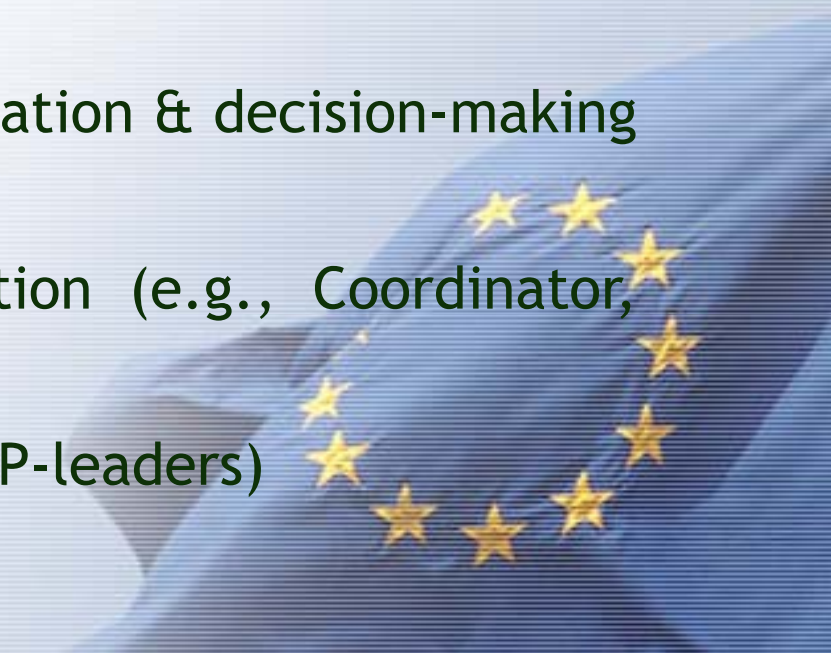 ation & decision-making
tion (e.g., Coordinator,
P-leaders)